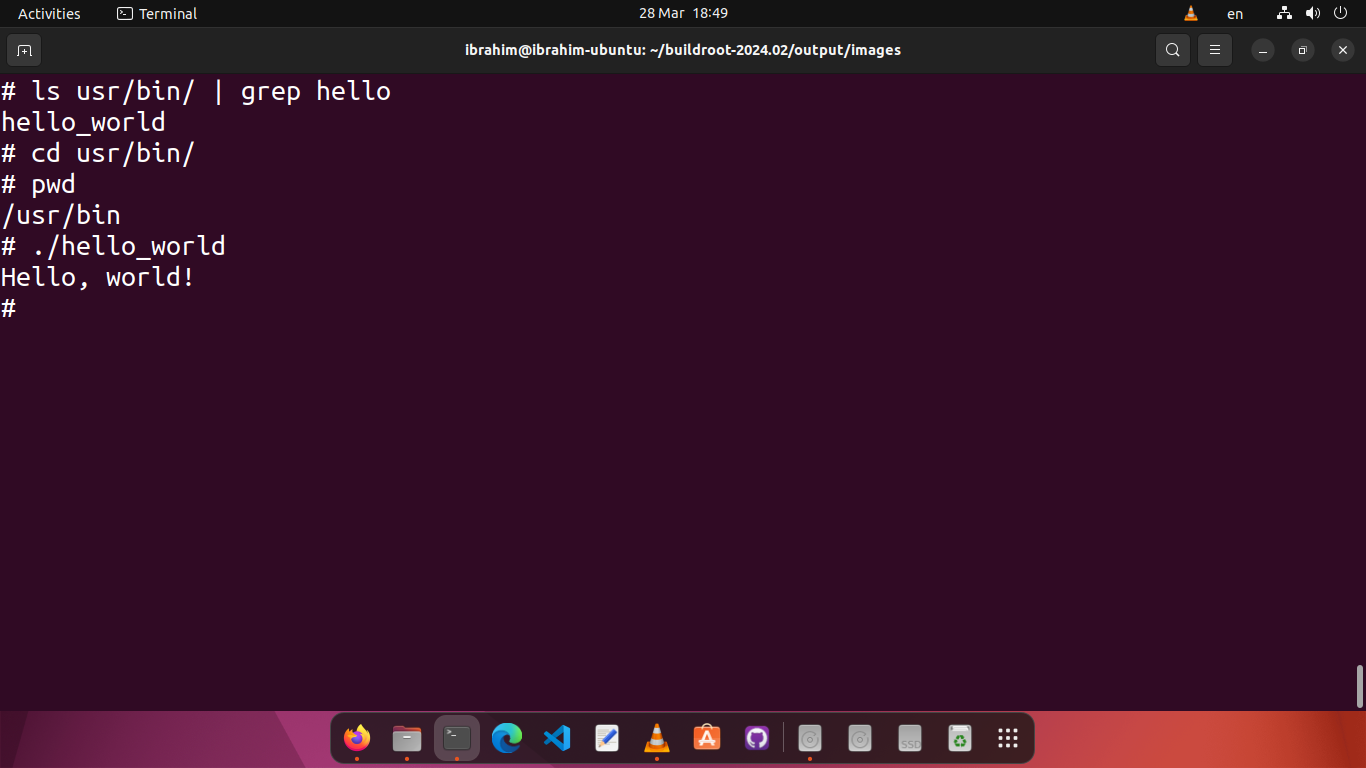 Activities Terminal 28 Mar 18:49 en
ibrahim@ibrahim-ubuntu: ~/buildroot-2024.02/output/images
# ls usr/bin/ | grep hello
hello_world
# cd usr/bin/
# pwd
/usr/bin
# ./hello_world
Hello, world!
#
SSD